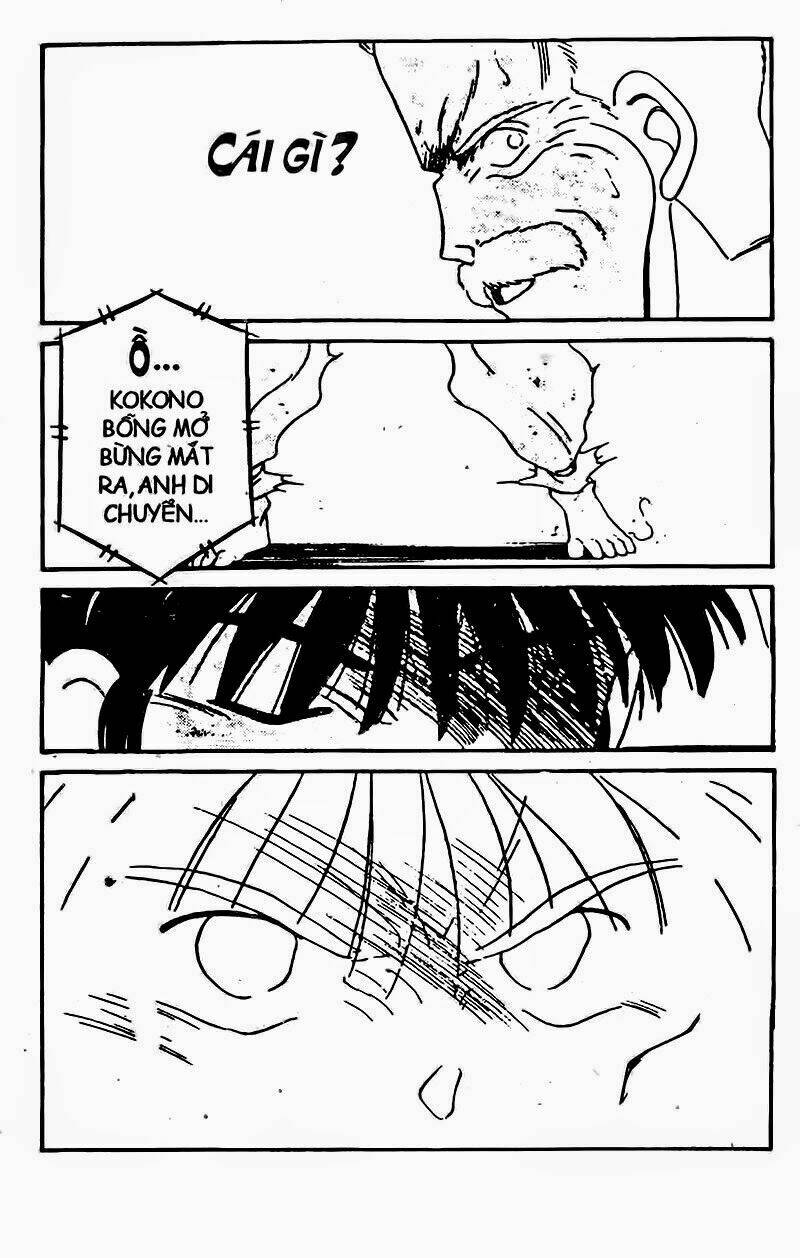 CÁI GÌ?
Ồ...
KOKONO
BỖNG MỞ
BỪNG MẮT
RA, ANH DI
CHUYỂN...